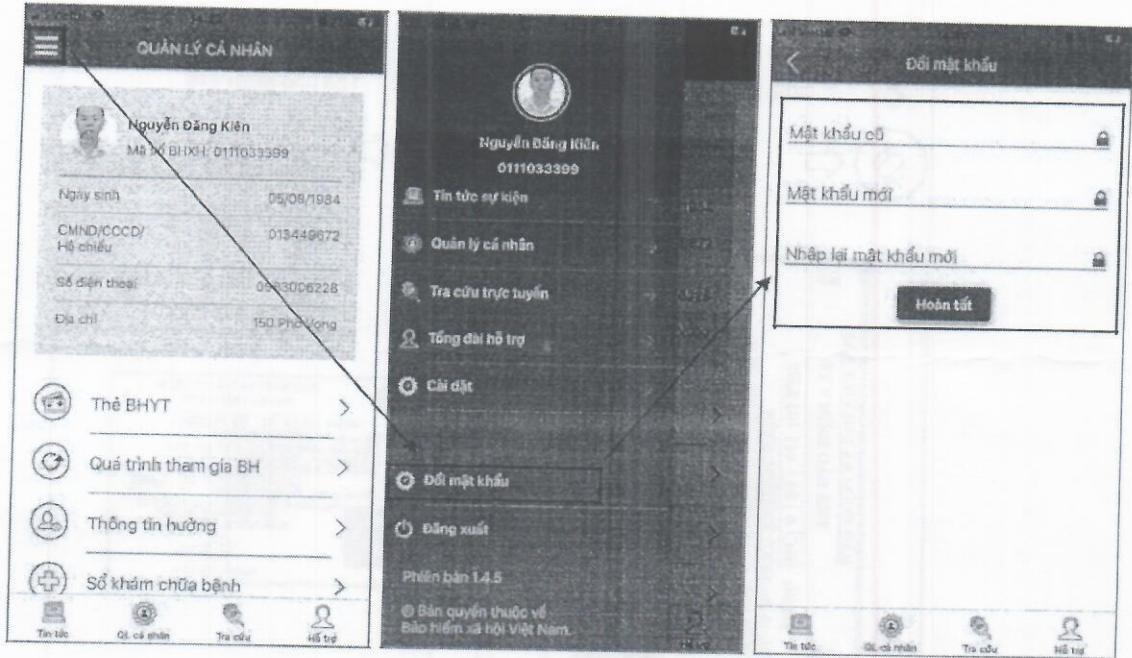 QUẢN LÝ CÁ NHÂN
Nguyễn Đăng Kiên
Mã số BHXH: 0111033399
Ngày sinh 05/09/1984
CMND/CCCD/ 013449672
Hộ chiếu
Số điện thoại 0983006228
Địa chỉ 150 Phố Vọng
Thẻ BHYT
Quá trình tham gia BH
Thông tin hưởng
Sổ khám chữa bệnh
Tin tức QL cá nhân Tra cứu Hỗ trợ
Nguyễn Đăng Kiên
0111033399
Tin tức sự kiện
Quản lý cá nhân
Tra cứu trực tuyến
Tổng đài hỗ trợ
Cài đặt
Đổi mật khẩu
Đăng xuất
Phiên bản 1.4.5
© Bản quyền thuộc về
Bảo hiểm xã hội Việt Nam.
Đổi mật khẩu
Mật khẩu cũ
Mật khẩu mới
Nhập lại mật khẩu mới
Hoàn tất
Tin tức QL cá nhân Tra cứu Hỗ trợ